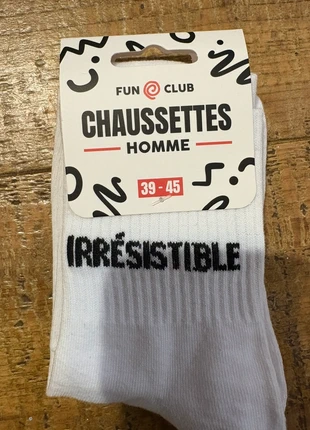 FUN CLUB
CHAUSSETTES
HOMME
39 - 45
IRRÉSISTIBLE